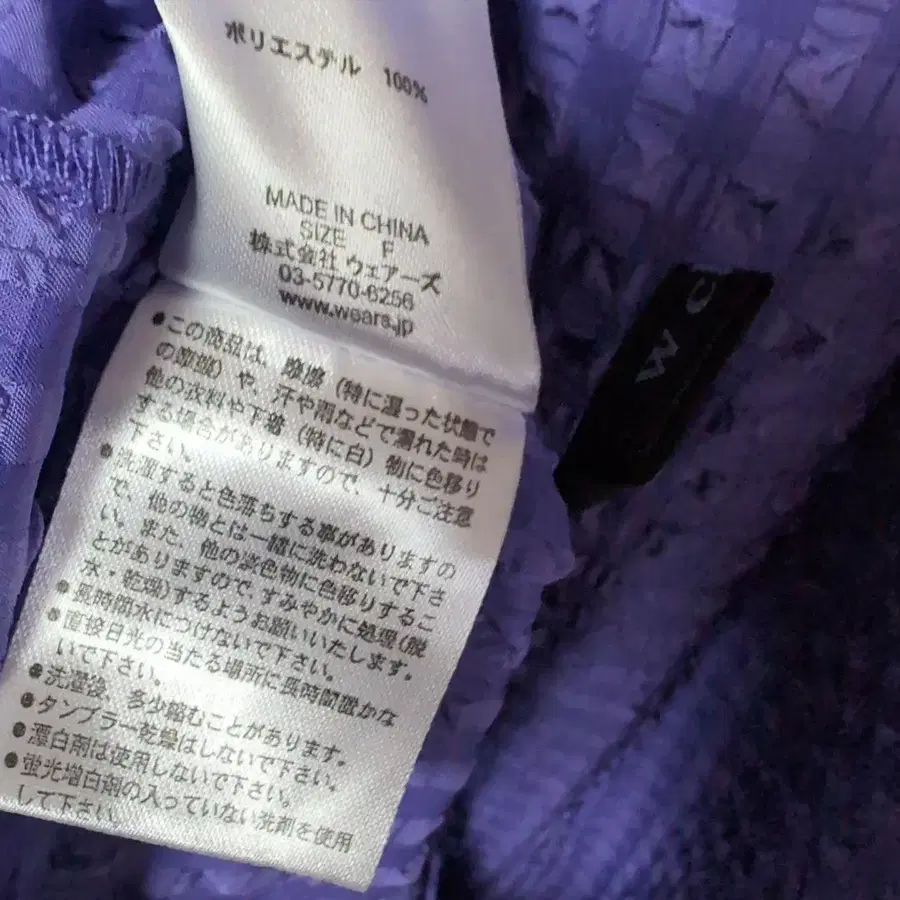 ポリエステル 100%
MADE IN CHINA
SIZE F
株式会社 ウェアーズ
03-5770-6256
www.wears.jp
●この商品は、摩擦(特に湿った状態で
の摩擦)や、汗や雨などで濡れた時は
他の衣料や下着(特に白)物に色移り
する場合がありますので、十分ご注意
下さい。
●洗濯すると色落ちする事がありますの
で、他の物とは一緒に洗わないで下さ
い。また、他の染色物に色移りするこ
とがありますので、すみやかに処理(脱
水・乾燥)するようお願いいたします。
●長時間水につけないで下さい。
●直接日光の当たる場所に長時間置かな
いで下さい。
●洗濯後、多少縮むことがあります。
●タンブラー乾燥はしないで下さい。
●漂白剤は使用しないで下さい。
●蛍光増白剤の入っていない洗剤を使用
して下さい。
W C